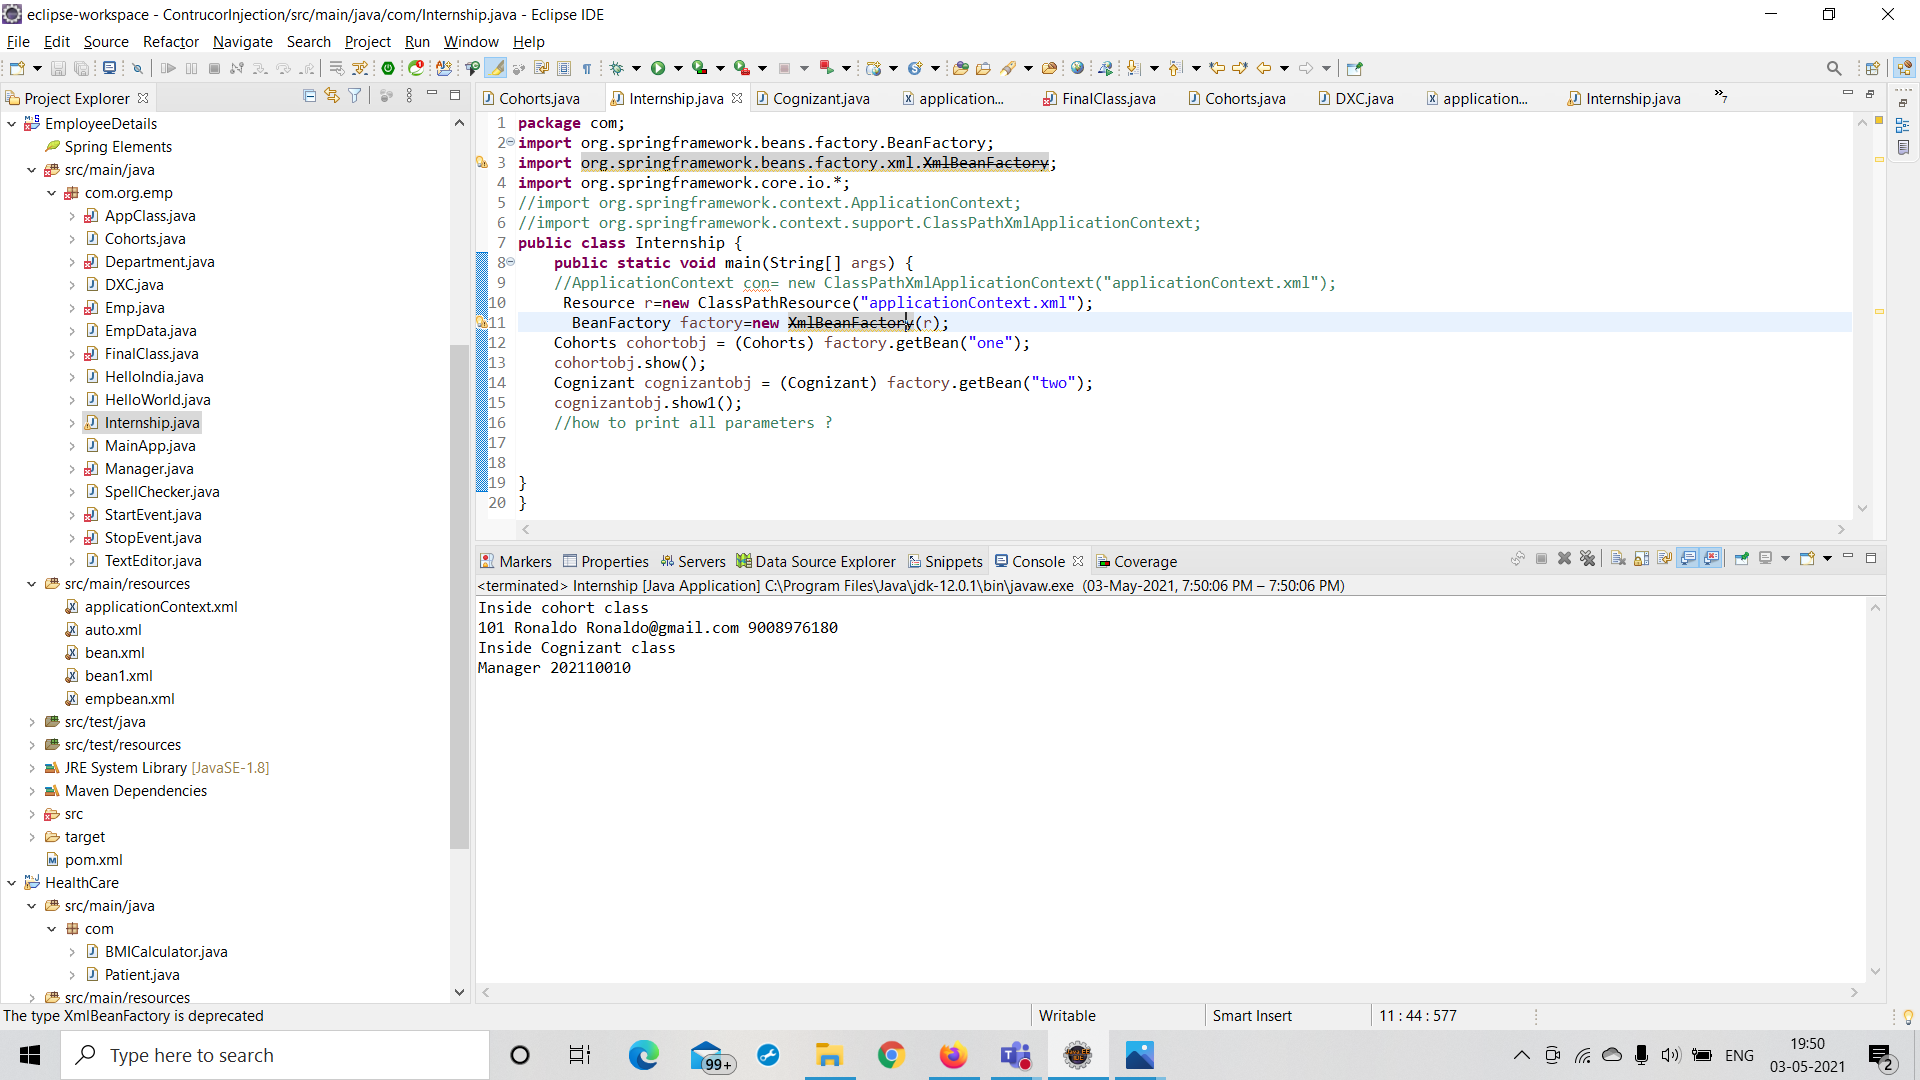 eclipse-workspace - ContrucorInjection/src/main/java/com/Internship.java - Eclipse IDE
File Edit Source Refactor Navigate Search Project Run Window Help
Project Explorer
EmployeeDetails
Spring Elements
src/main/java
com.org.emp
AppClass.java
Cohorts.java
Department.java
DXC.java
Emp.java
EmpData.java
FinalClass.java
HelloIndia.java
HelloWorld.java
Internship.java
MainApp.java
Manager.java
SpellChecker.java
StartEvent.java
StopEvent.java
TextEditor.java
src/main/resources
applicationContext.xml
auto.xml
bean.xml
bean1.xml
empbean.xml
src/test/java
src/test/resources
JRE System Library [JavaSE-1.8]
Maven Dependencies
src
target
pom.xml
HealthCare
src/main/java
com
BMICalculator.java
Patient.java
src/main/resources
Cohorts.java Internship.java Cognizant.java application... FinalClass.java Cohorts.java DXC.java application... Internship.java »7
1 package com;
2 import org.springframework.beans.factory.BeanFactory;
3 import org.springframework.beans.factory.xml.XmlBeanFactory;
4 import org.springframework.core.io.*;
5 //import org.springframework.context.ApplicationContext;
6 //import org.springframework.context.support.ClassPathXmlApplicationContext;
7 public class Internship {
8 public static void main(String[] args) {
9 //ApplicationContext con= new ClassPathXmlApplicationContext("applicationContext.xml");
10 Resource r=new ClassPathResource("applicationContext.xml");
11 BeanFactory factory=new XmlBeanFactory(r);
12 Cohorts cohortobj = (Cohorts) factory.getBean("one");
13 cohortobj.show();
14 Cognizant cognizantobj = (Cognizant) factory.getBean("two");
15 cognizantobj.show1();
16 //how to print all parameters ?
17
18
19 }
20 }
Markers Properties Servers Data Source Explorer Snippets Console Coverage
<terminated> Internship [Java Application] C:\Program Files\Java\jdk-12.0.1\bin\javaw.exe (03-May-2021, 7:50:06 PM – 7:50:06 PM)
Inside cohort class
101 Ronaldo Ronaldo@gmail.com 9008976180
Inside Cognizant class
Manager 202110010
The type XmlBeanFactory is deprecated
Writable Smart Insert 11 : 44 : 577
Type here to search
99+
ENG
19:50
03-05-2021
2